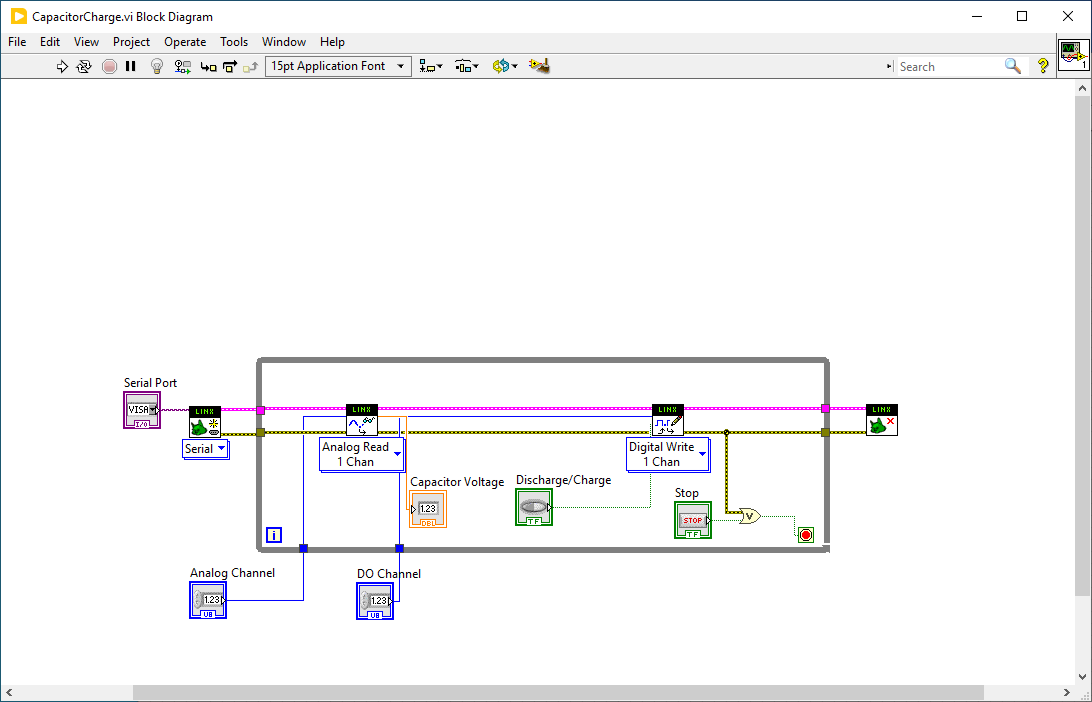 CapacitorCharge.vi Block Diagram
File Edit View Project Operate Tools Window Help
15pt Application Font
Search
?
1
Serial Port
VISA
I/O
LINX
Serial
LINX
Analog Read
1 Chan
LINX
Digital Write
1 Chan
LINX
Capacitor Voltage
1.23
DBL
Discharge/Charge
TF
Stop
STOP
TF
V
i
Analog Channel
1.23
U8
DO Channel
1.23
U8